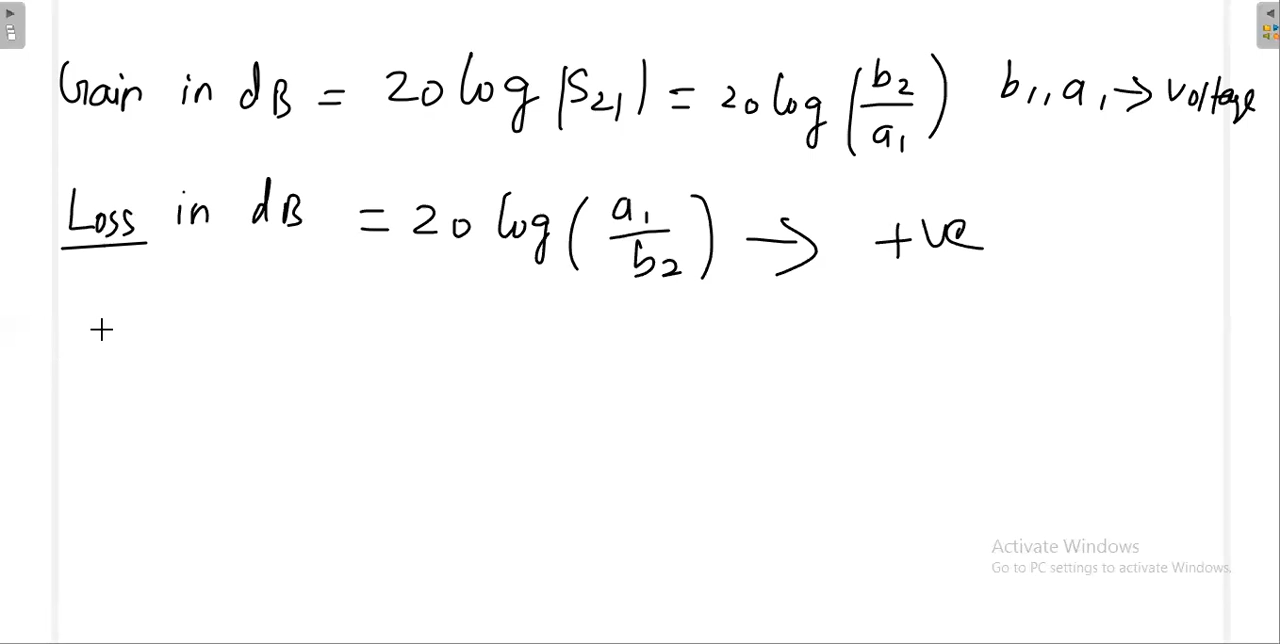 Gain in dB = 20 log |S21| = 20 log (b2/a1) b1, a1 → voltage
Loss in dB = 20 log (a1/b2) → +ve
Activate Windows
Go to PC settings to activate Windows.